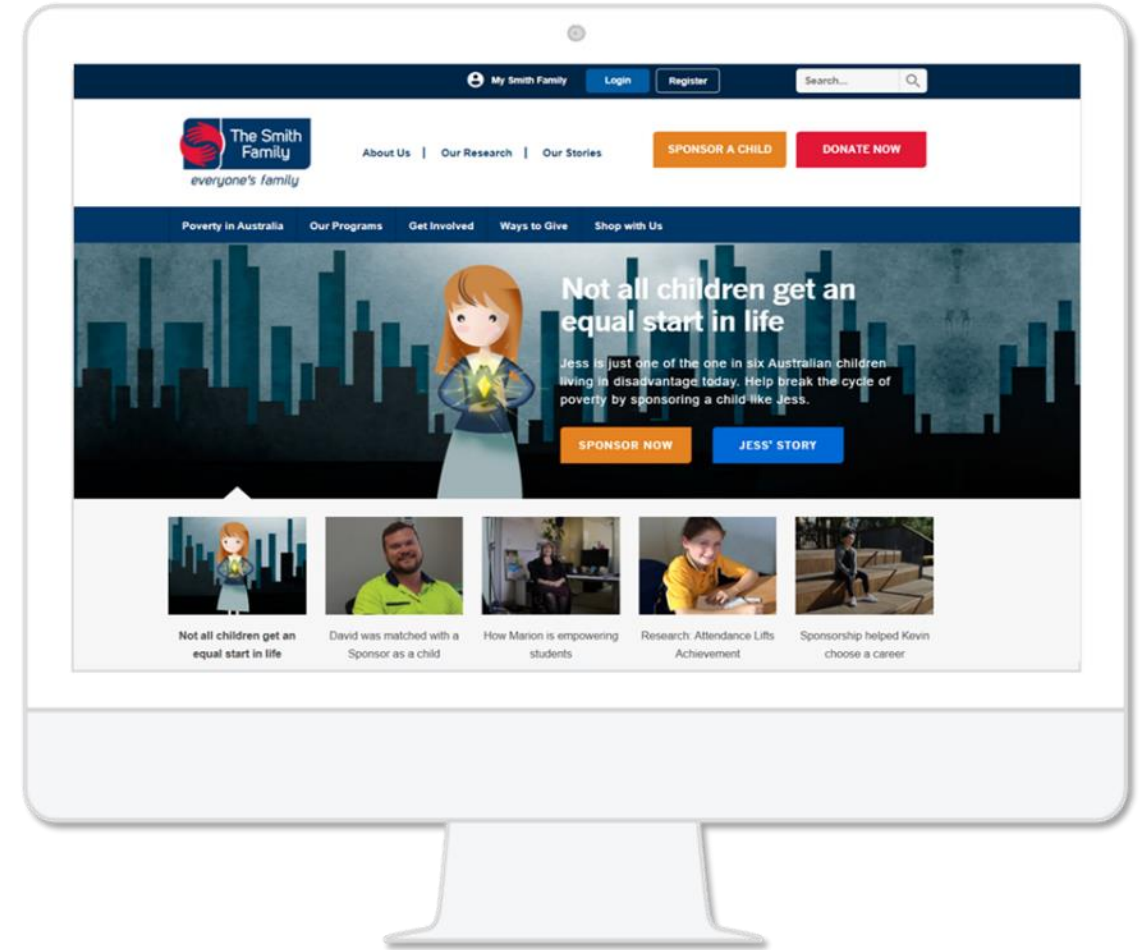 My Smith Family Login Register Search...
The Smith
Family
everyone's family
About Us | Our Research | Our Stories
SPONSOR A CHILD DONATE NOW
Poverty in Australia Our Programs Get Involved Ways to Give Shop with Us
Not all children get an
equal start in life
Jess is just one of the one in six Australian children
living in disadvantage today. Help break the cycle of
poverty by sponsoring a child like Jess.
SPONSOR NOW JESS' STORY
Not all children get an
equal start in life
David was matched with a
Sponsor as a child
How Marion is empowering
students
Research: Attendance Lifts
Achievement
Sponsorship helped Kevin
choose a career